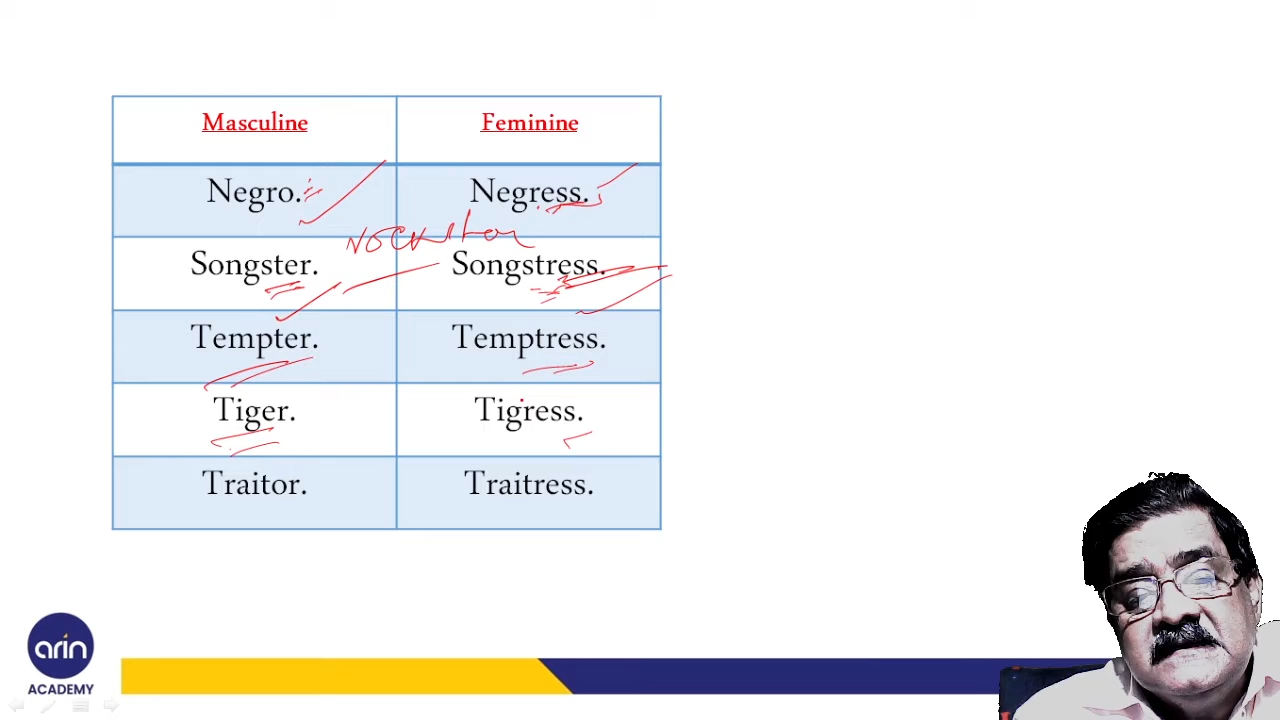 Masculine Feminine
Negro. Negress.
Songster. Songstress.
Tempter. Temptress.
Tiger. Tigress.
Traitor. Traitress.
arin
ACADEMY